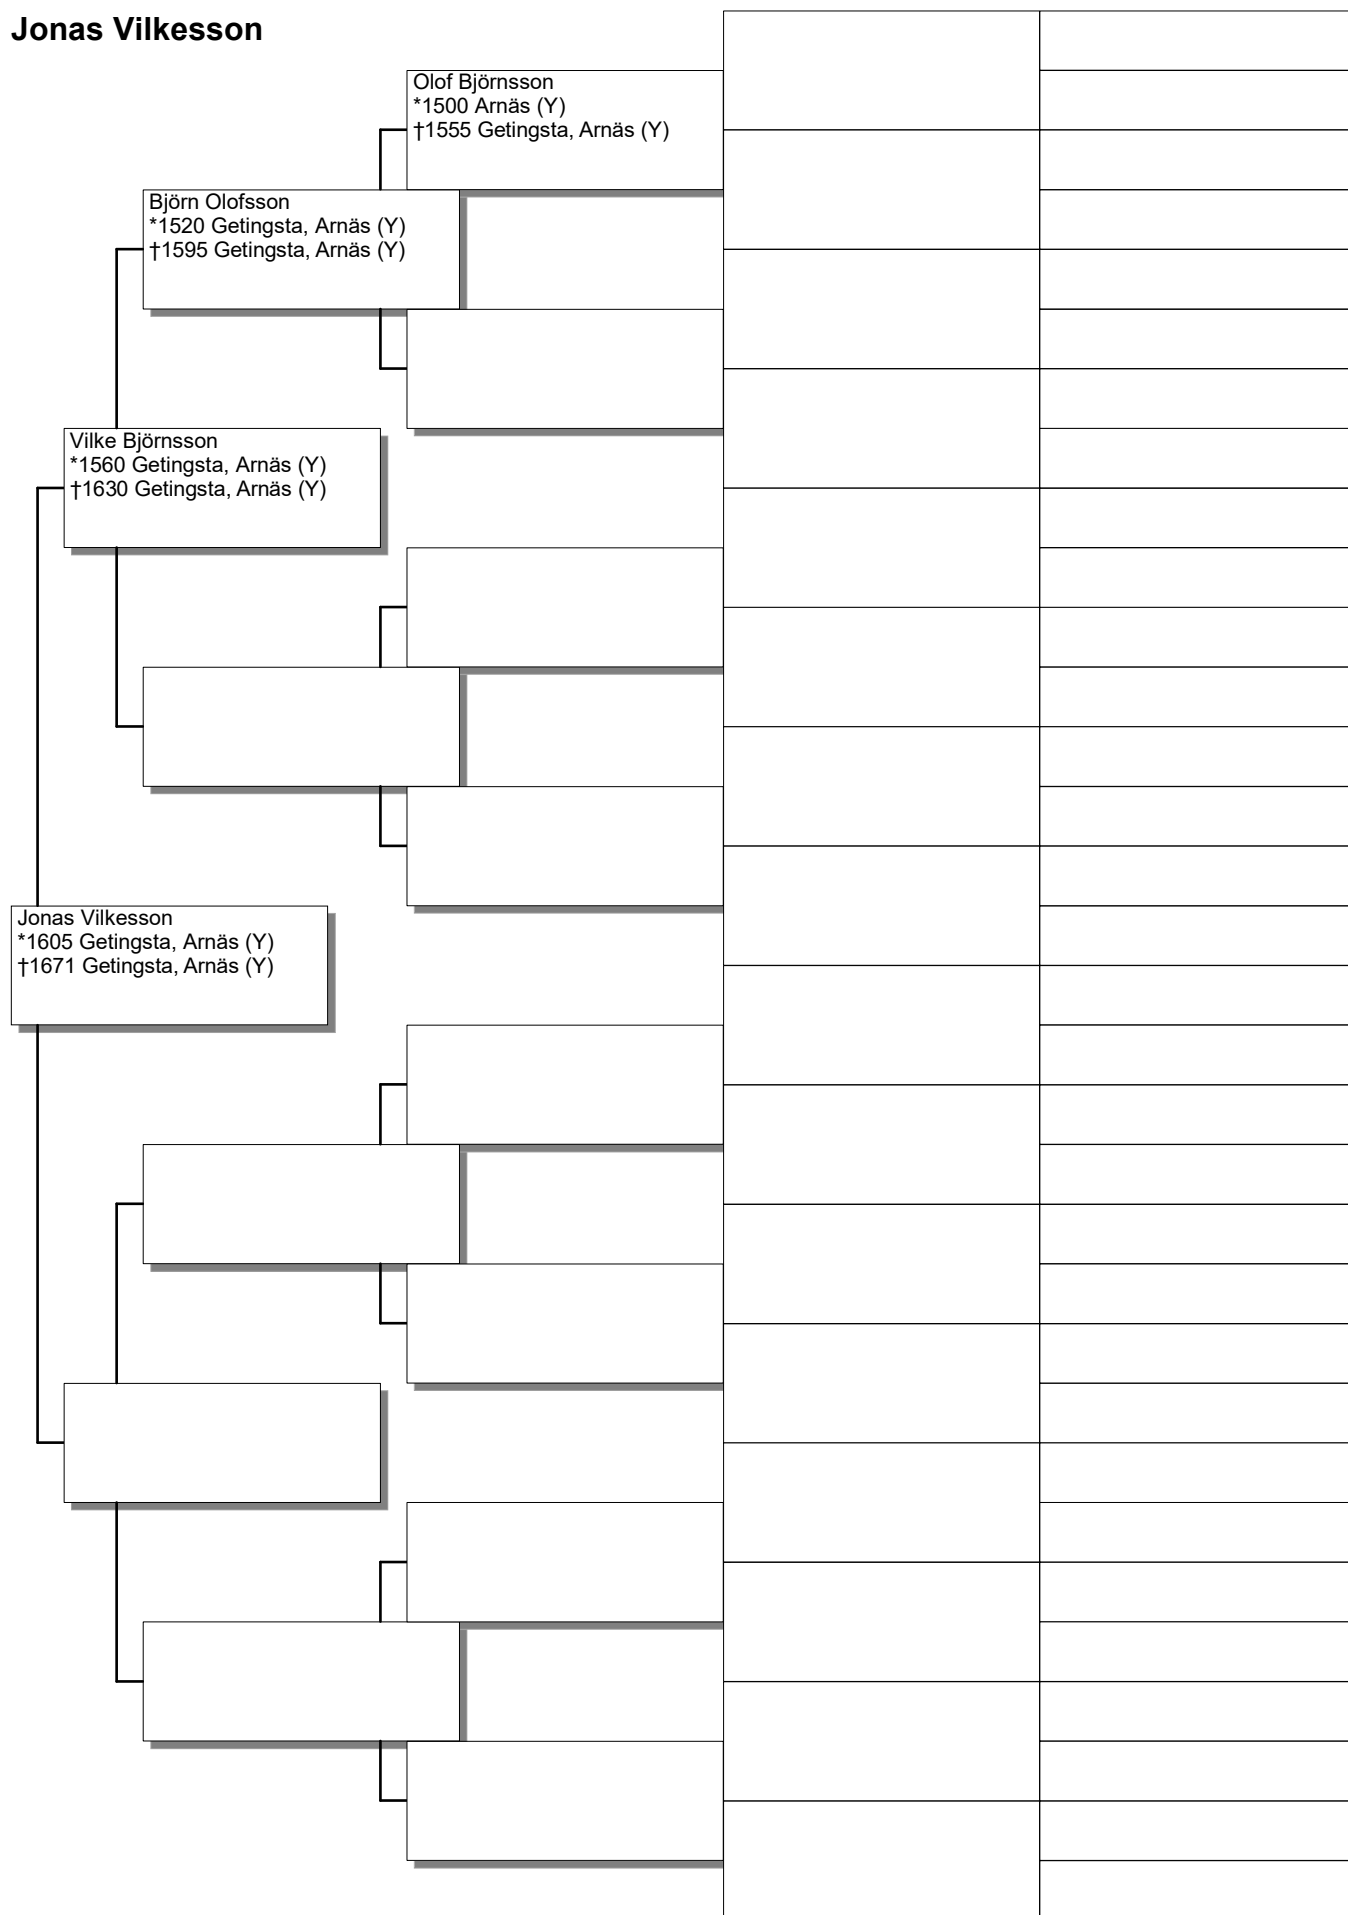 Jonas Vilkesson
Olof Björnsson
*1500 Arnäs (Y)
†1555 Getingsta, Arnäs (Y)
Björn Olofsson
*1520 Getingsta, Arnäs (Y)
†1595 Getingsta, Arnäs (Y)
Vilke Björnsson
*1560 Getingsta, Arnäs (Y)
†1630 Getingsta, Arnäs (Y)
Jonas Vilkesson
*1605 Getingsta, Arnäs (Y)
†1671 Getingsta, Arnäs (Y)